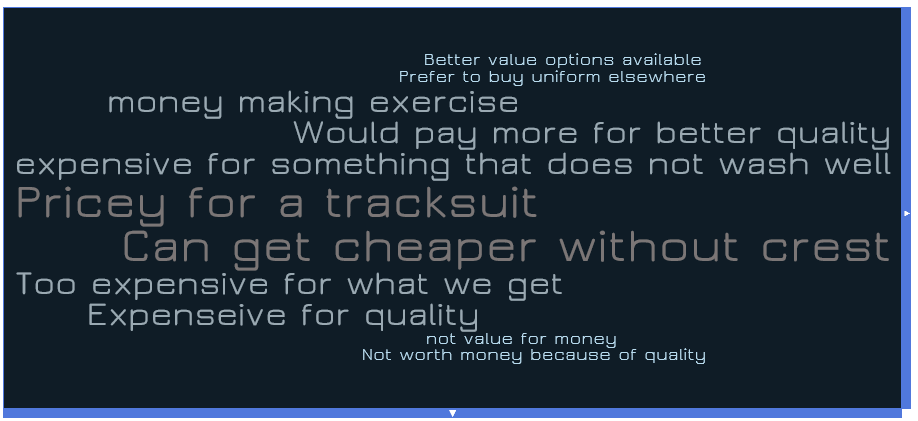 Better value options available
Prefer to buy uniform elsewhere
money making exercise
Would pay more for better quality
expensive for something that does not wash well
Pricey for a tracksuit
Can get cheaper without crest
Too expensive for what we get
Expenseive for quality
not value for money
Not worth money because of quality